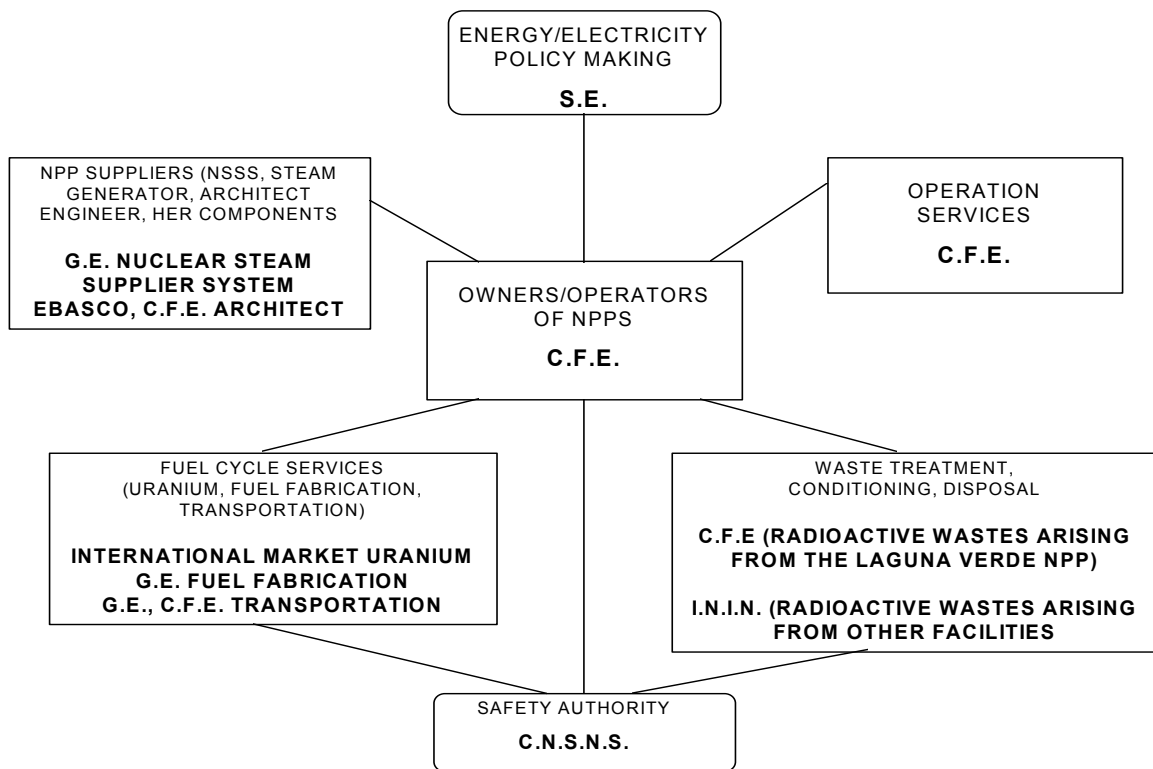 ENERGY/ELECTRICITY
POLICY MAKING
S.E.
NPP SUPPLIERS (NSSS, STEAM
GENERATOR, ARCHITECT
ENGINEER, HER COMPONENTS
G.E. NUCLEAR STEAM
SUPPLIER SYSTEM
EBASCO, C.F.E. ARCHITECT
OPERATION
SERVICES
C.F.E.
OWNERS/OPERATORS
OF NPPS
C.F.E.
FUEL CYCLE SERVICES
(URANIUM, FUEL FABRICATION,
TRANSPORTATION)
INTERNATIONAL MARKET URANIUM
G.E. FUEL FABRICATION
G.E., C.F.E. TRANSPORTATION
WASTE TREATMENT,
CONDITIONING, DISPOSAL
C.F.E (RADIOACTIVE WASTES ARISING
FROM THE LAGUNA VERDE NPP)
I.N.I.N. (RADIOACTIVE WASTES ARISING
FROM OTHER FACILITIES
SAFETY AUTHORITY
C.N.S.N.S.